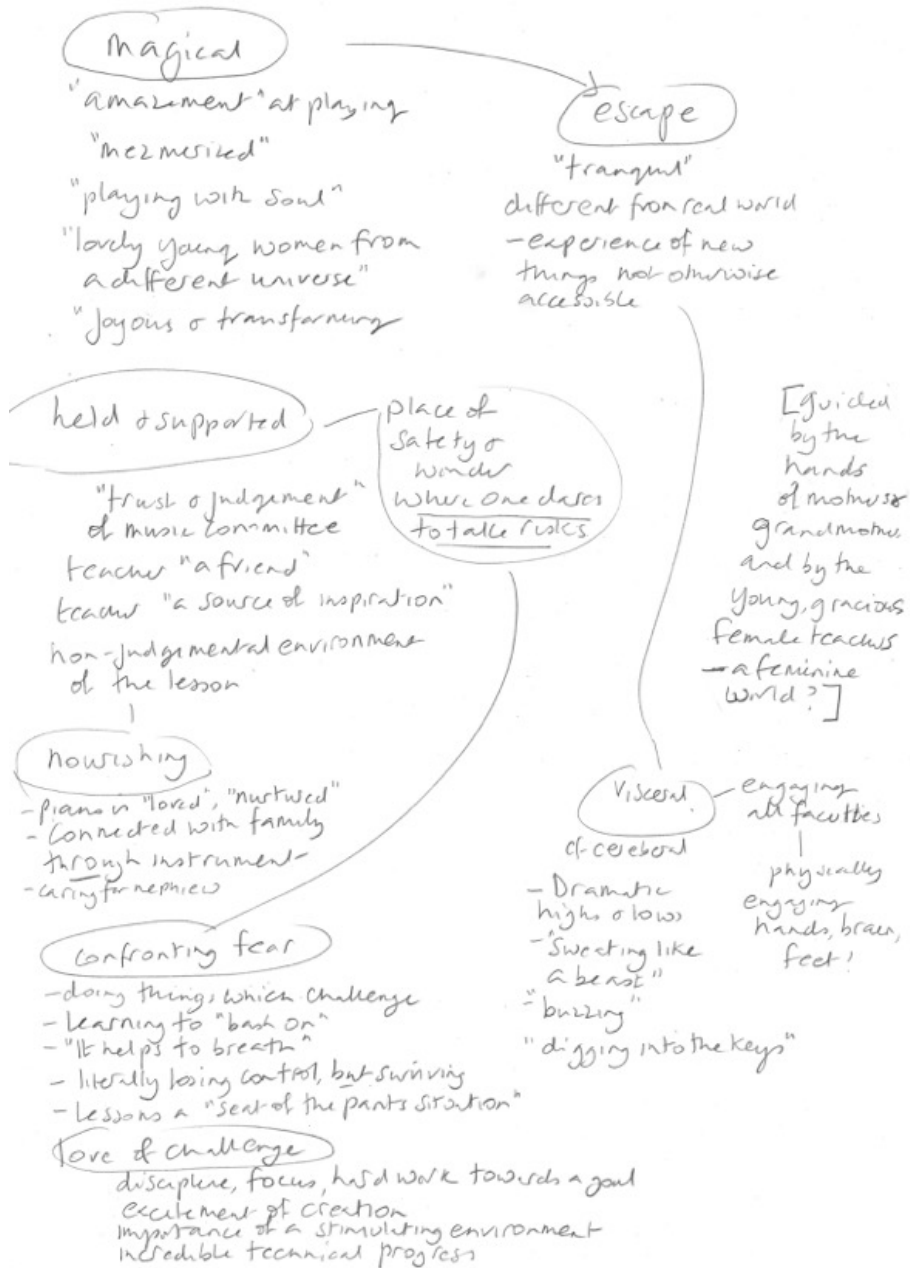 magical
"amazement" at playing
"mezmerized"
"playing with soul"
"lovely young women from
a different universe"
"joyous & transforming
escape
"tranquil"
different from real world
- experience of new
things not otherwise
accessible
held & supported
place of
safety &
wonder
where one dares
to take risks
"trust & judgement"
of music committee
teacher "a friend"
teacher "a source of inspiration"
non-judgemental environment
of the lesson
[guided
by the
hands
of mothers &
grandmothers
and by the
young, gracious
female teachers
- a feminine
world?]
nourishing
- piano is "loved", "nurtured"
- connected with family
through instrument -
- caring for nephew
visceral
cf cerebral
- Dramatic
highs & lows
- "sweating like
a beast"
- "buzzing"
"digging into the keys"
engaging
all faculties
physically
engaging
hands, brain,
feet!
confronting fear
- doing things which challenge
- Learning to "bash on"
- "It helps to breath"
- literally losing control, but surviving
- Lessons a "seat of the pants situation"
love of challenge
discipline, focus, hard work towards a goal
excitement of creation
importance of a stimulating environment
incredible technical progress